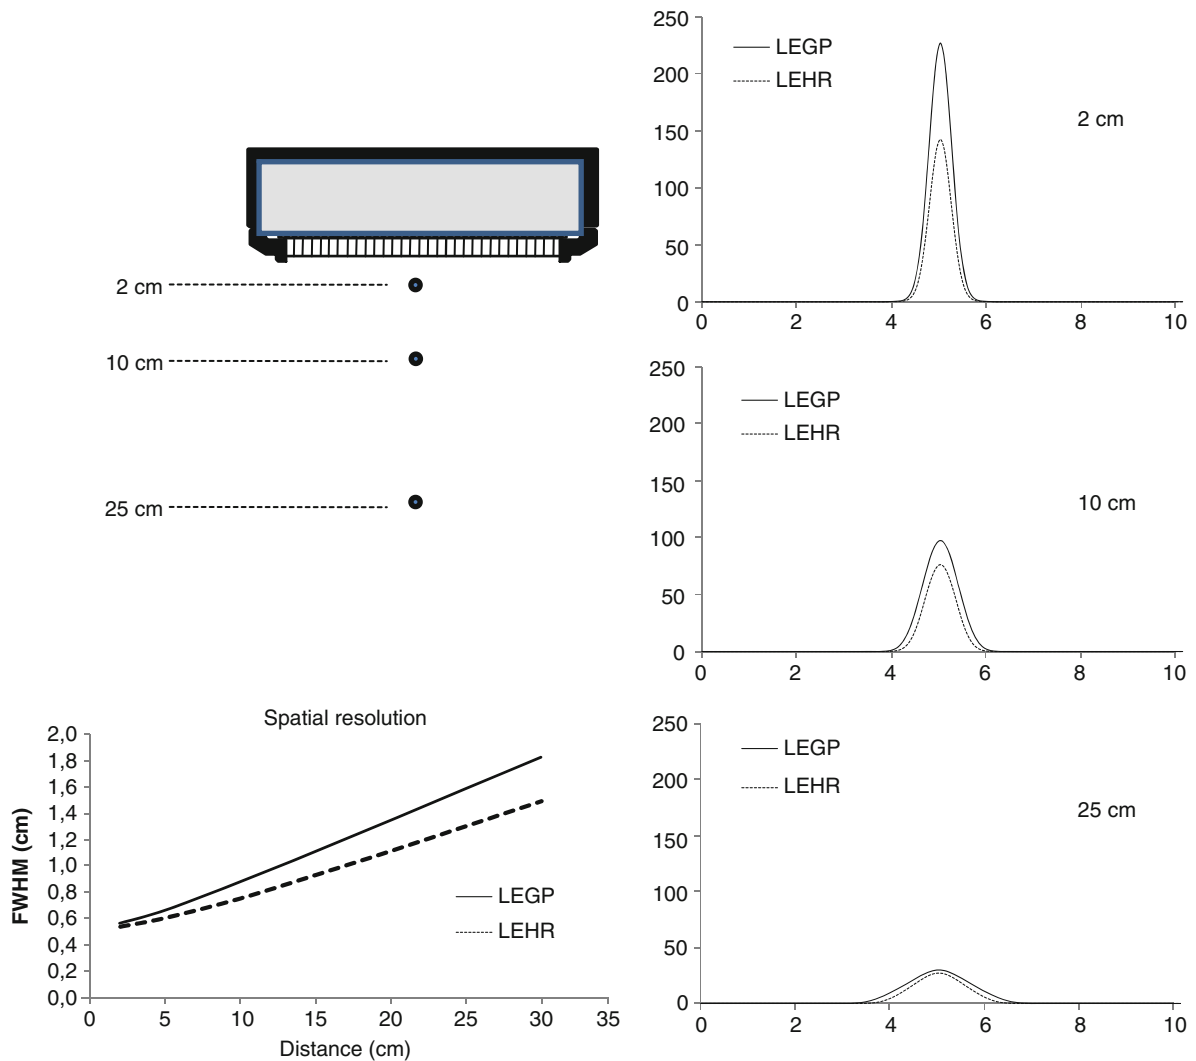 2 cm
10 cm
25 cm
250
200
150
100
50
0
0 2 4 6 8 10
LEGP
LEHR
2 cm
250
200
150
100
50
0
0 2 4 6 8 10
LEGP
LEHR
10 cm
Spatial resolution
FWHM (cm)
2,0
1,8
1,6
1,4
1,2
1,0
0,8
0,6
0,4
0,2
0,0
0 5 10 15 20 25 30 35
Distance (cm)
LEGP
LEHR
250
200
150
100
50
0
0 2 4 6 8 10
LEGP
LEHR
25 cm